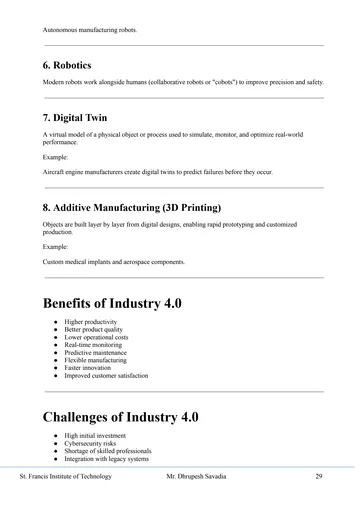 Autonomous manufacturing robots.
6. Robotics
Modern robots work alongside humans (collaborative robots or "cobots") to improve precision and safety.
7. Digital Twin
A virtual model of a physical object or process used to simulate, monitor, and optimize real-world
performance.
Example:
Aircraft engine manufacturers create digital twins to predict failures before they occur.
8. Additive Manufacturing (3D Printing)
Objects are built layer by layer from digital designs, enabling rapid prototyping and customized
production.
Example:
Custom medical implants and aerospace components.
Benefits of Industry 4.0
● Higher productivity
● Better product quality
● Lower operational costs
● Real-time monitoring
● Predictive maintenance
● Flexible manufacturing
● Faster innovation
● Improved customer satisfaction
Challenges of Industry 4.0
● High initial investment
● Cybersecurity risks
● Shortage of skilled professionals
● Integration with legacy systems
St. Francis Institute of Technology Mr. Dhrupesh Savadia 29